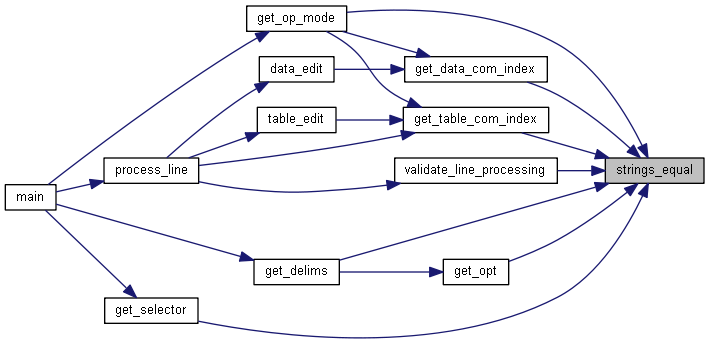 get_op_mode
data_edit
get_data_com_index
table_edit
get_table_com_index
process_line
validate_line_processing
strings_equal
main
get_delims
get_opt
get_selector